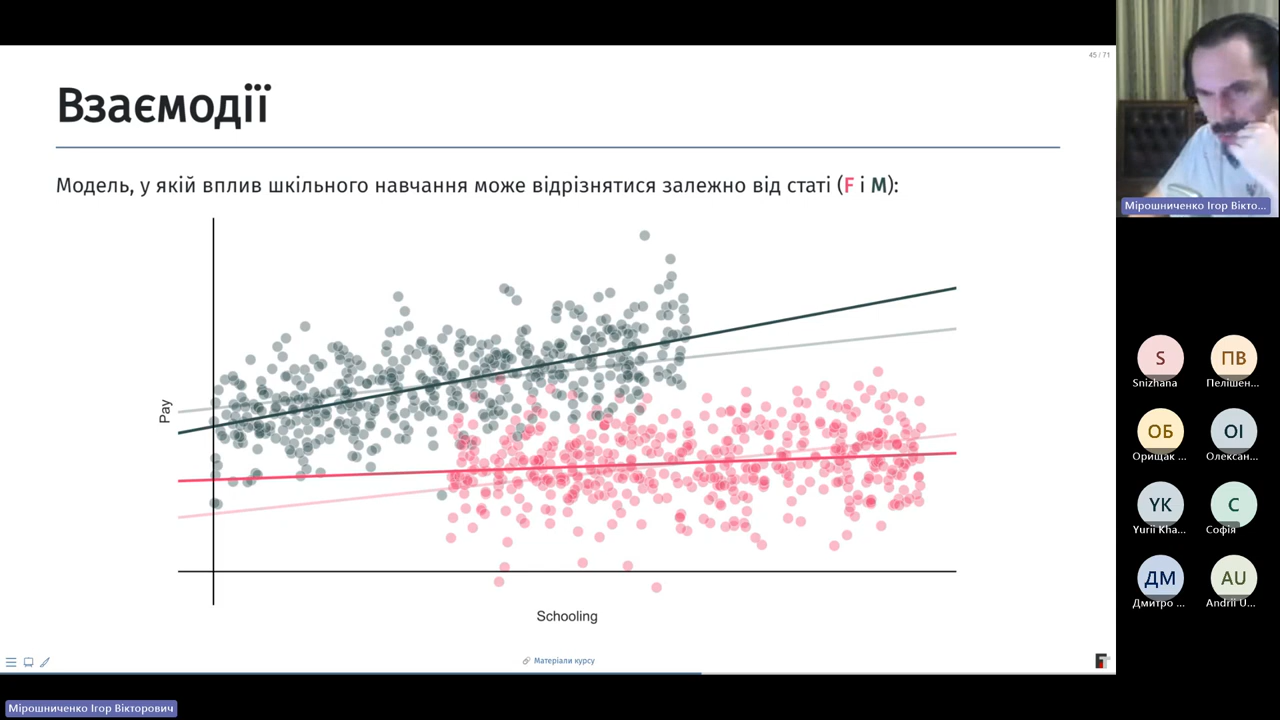 45 / 71
Взаємодії
Модель, у якій вплив шкільного навчання може відрізнятися залежно від статі (F і M):
Pay
Schooling
Матеріали курсу
Мірошниченко Ігор Вікто...
S
Snizhana
ПВ
Пелішен...
ОБ
Орищак ...
ОІ
Олексан...
YK
Yurii Kha...
С
Софія
ДМ
Дмитро ...
AU
Andrii U...
Мірошниченко Ігор Вікторович